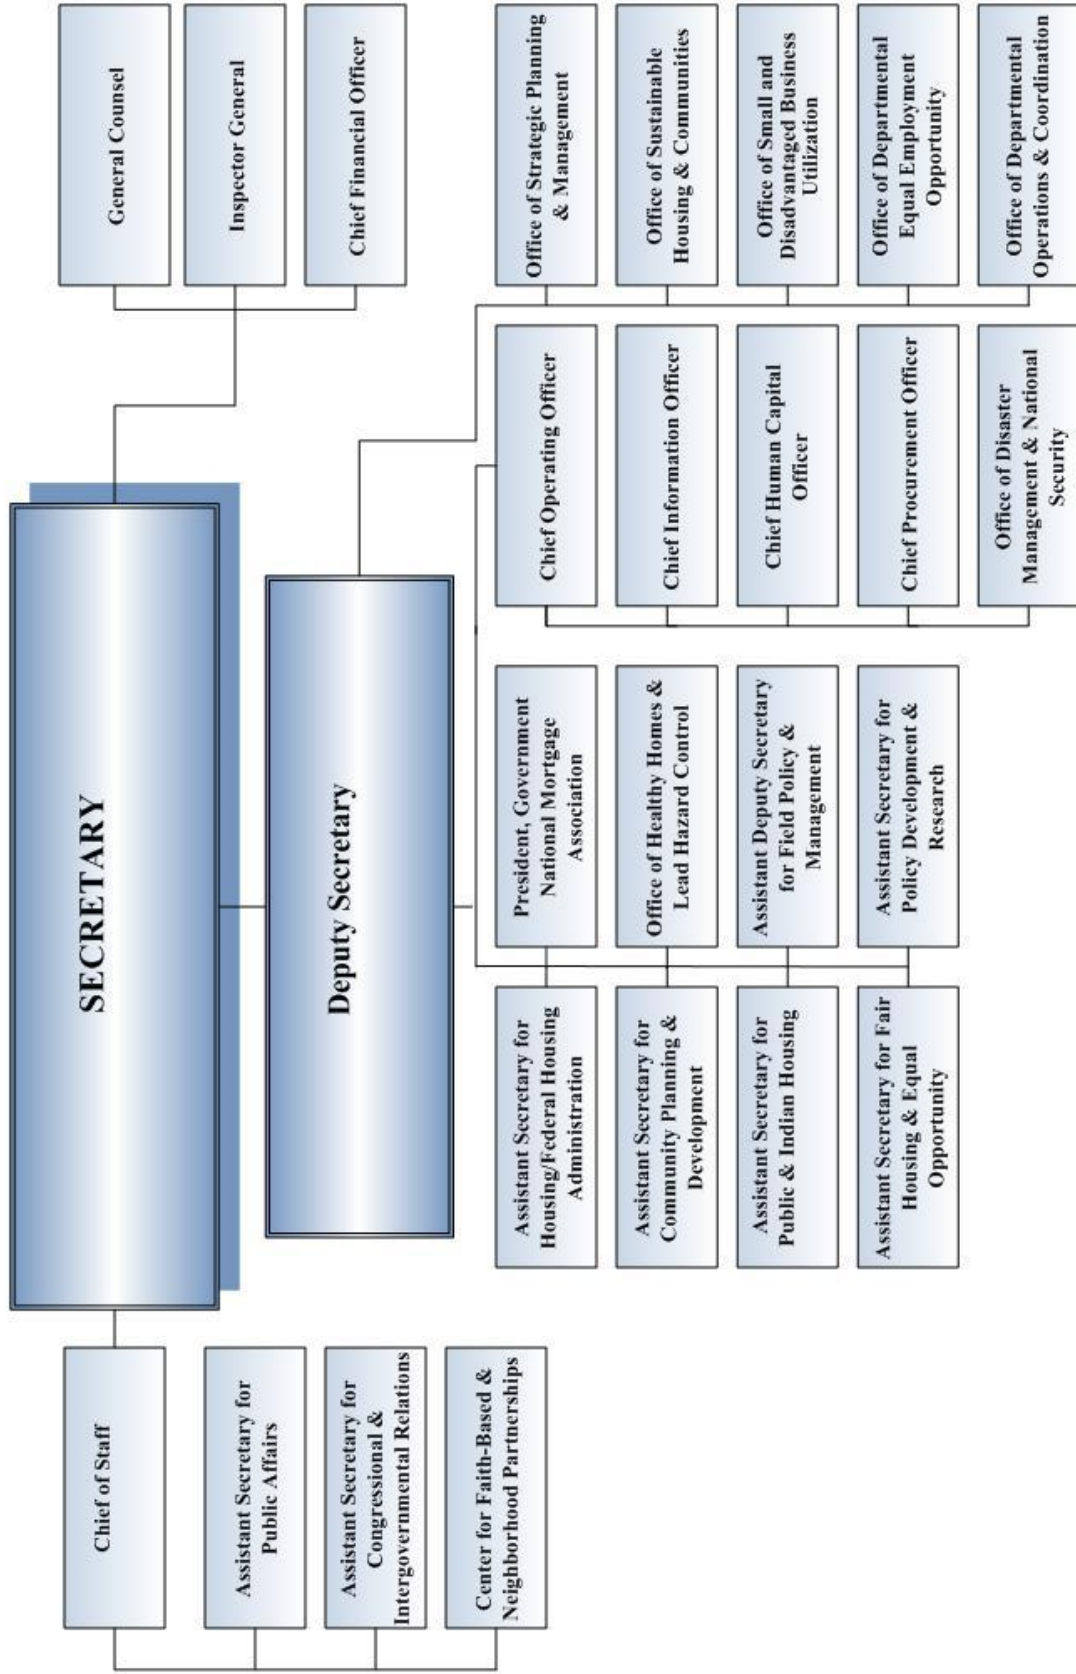 SECRETARY
Deputy Secretary
General Counsel
Inspector General
Chief Financial Officer
Chief of Staff
Assistant Secretary for
Public Affairs
Assistant Secretary for
Congressional &
Intergovernmental Relations
Center for Faith-Based &
Neighborhood Partnerships
Assistant Secretary for
Housing/Federal Housing
Administration
Assistant Secretary for
Community Planning &
Development
Assistant Secretary for
Public & Indian Housing
Assistant Secretary for Fair
Housing & Equal
Opportunity
President, Government
National Mortgage
Association
Office of Healthy Homes &
Lead Hazard Control
Assistant Deputy Secretary
for Field Policy &
Management
Assistant Secretary for
Policy Development &
Research
Chief Operating Officer
Chief Information Officer
Chief Human Capital
Officer
Chief Procurement Officer
Office of Disaster
Management & National
Security
Office of Strategic Planning
& Management
Office of Sustainable
Housing & Communities
Office of Small and
Disadvantaged Business
Utilization
Office of Departmental
Equal Employment
Opportunity
Office of Departmental
Operations & Coordination